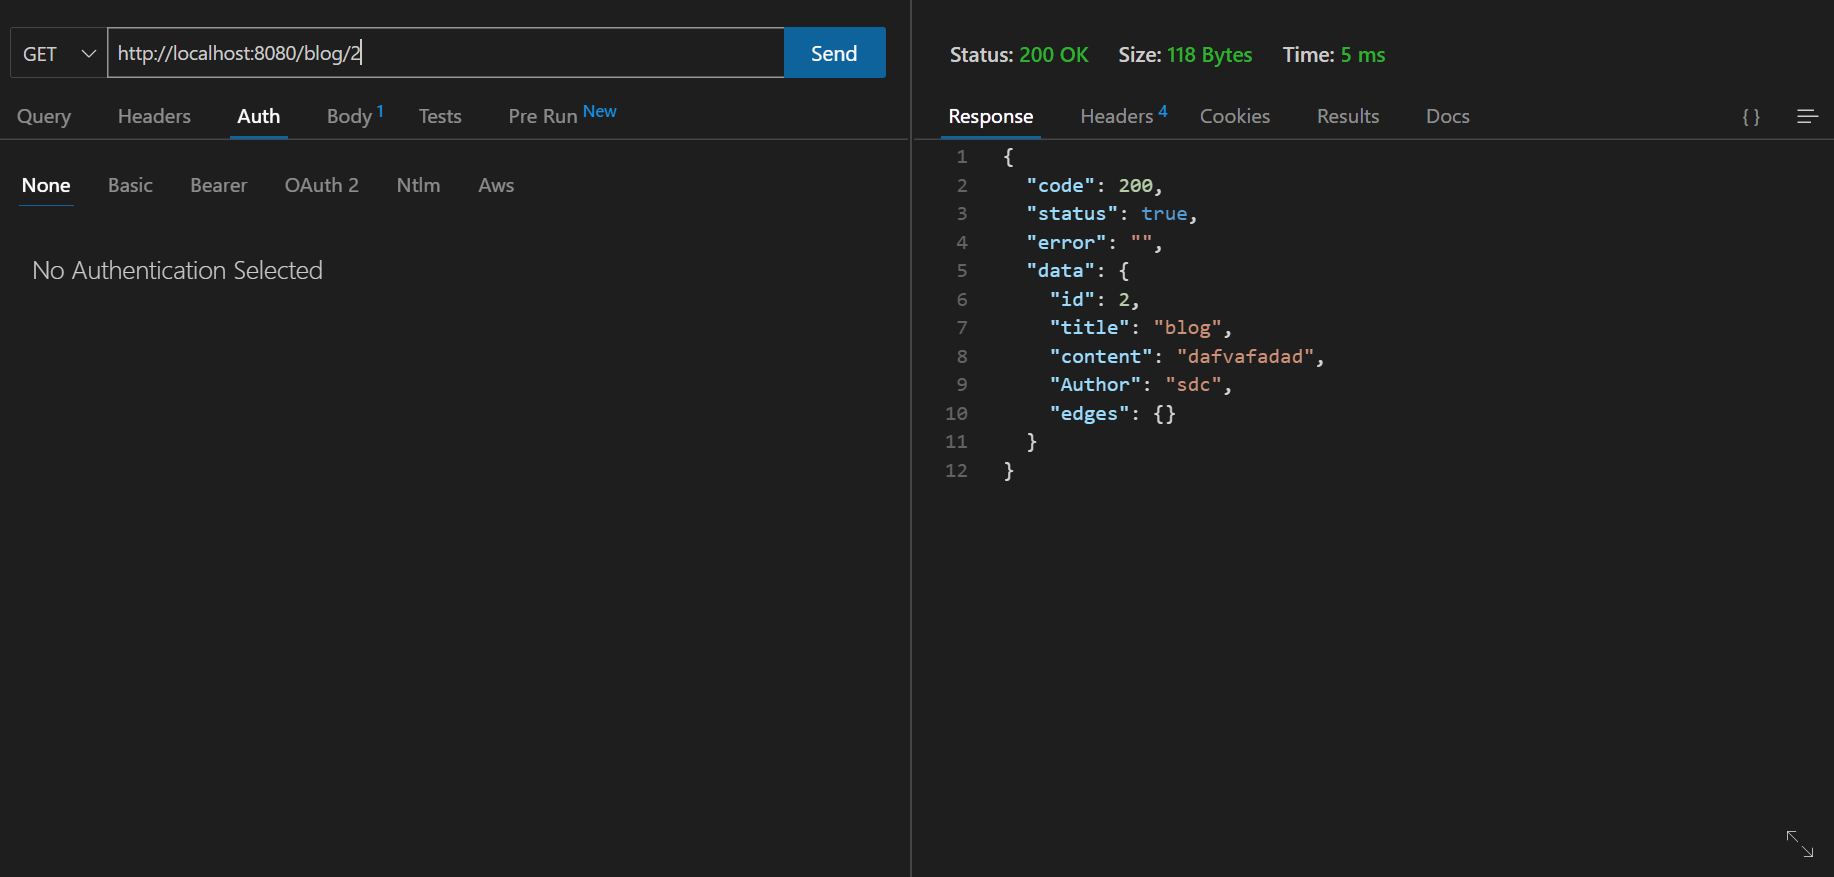 GET http://localhost:8080/blog/2 Send
Query Headers Auth Body 1 Tests Pre Run New
None Basic Bearer OAuth 2 Ntlm Aws
No Authentication Selected
Status: 200 OK Size: 118 Bytes Time: 5 ms
Response Headers 4 Cookies Results Docs { }
1 {
2 "code": 200,
3 "status": true,
4 "error": "",
5 "data": {
6 "id": 2,
7 "title": "blog",
8 "content": "dafvafadad",
9 "Author": "sdc",
10 "edges": {}
11 }
12 }